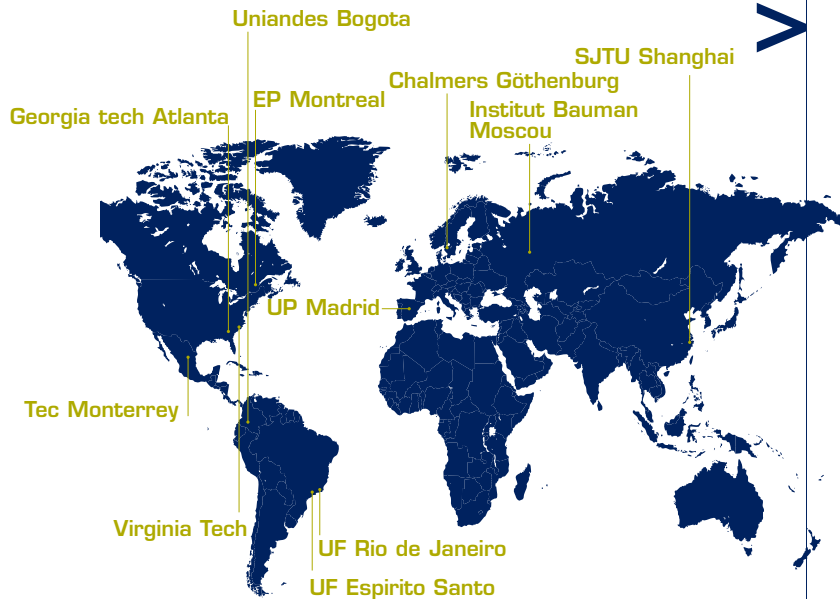 Uniandes Bogota
SJTU Shanghai
Chalmers Göthenburg
EP Montreal
Institut Bauman
Moscou
Georgia tech Atlanta
UP Madrid
Tec Monterrey
Virginia Tech
UF Rio de Janeiro
UF Espirito Santo